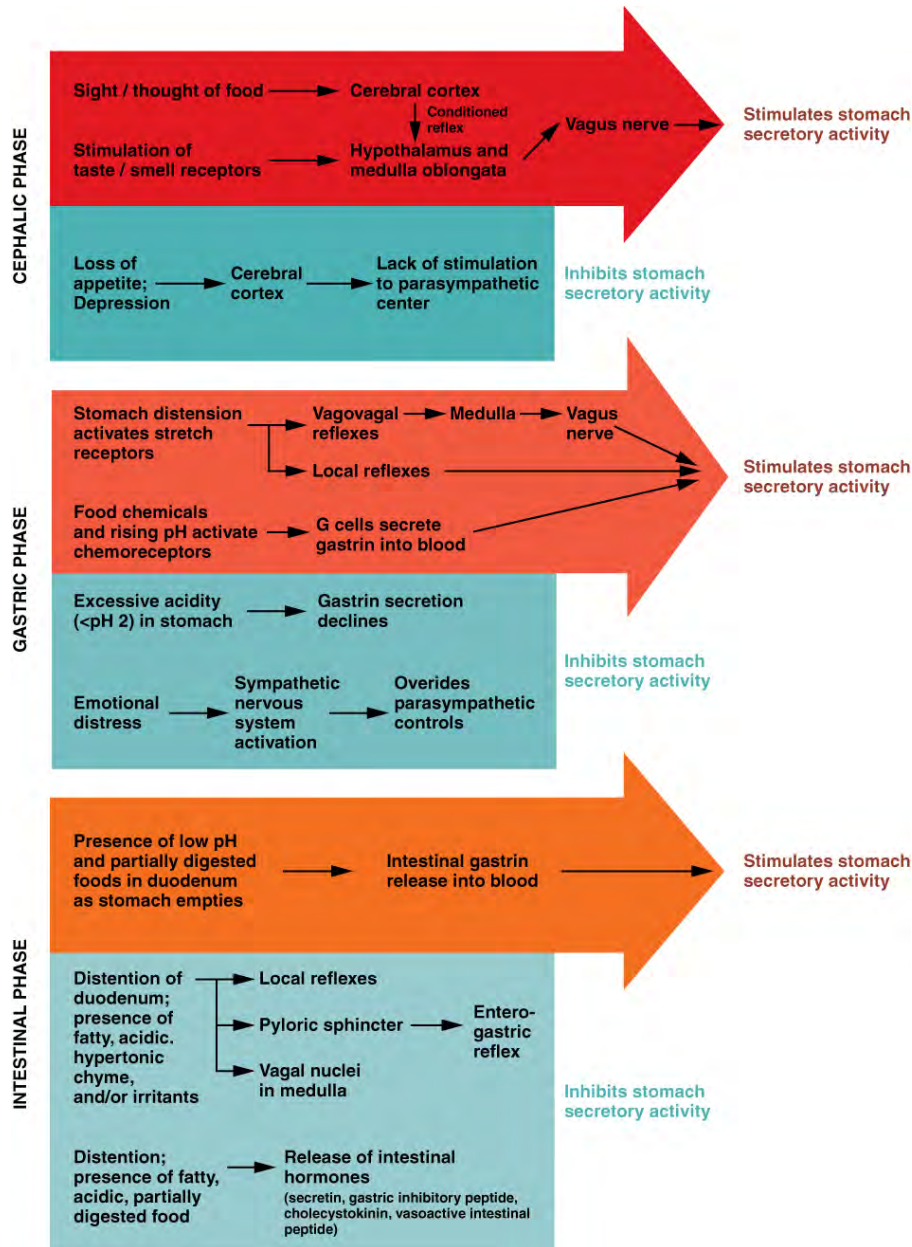 CEPHALIC PHASE
Sight / thought of food
Cerebral cortex
Conditioned
reflex
Vagus nerve
Stimulates stomach
secretory activity
Stimulation of
taste / smell receptors
Hypothalamus and
medulla oblongata
Loss of
appetite;
Depression
Cerebral
cortex
Lack of stimulation
to parasympathetic
center
Inhibits stomach
secretory activity
GASTRIC PHASE
Stomach distension
activates stretch
receptors
Vagovagal
reflexes
Medulla
Vagus
nerve
Local reflexes
Stimulates stomach
secretory activity
Food chemicals
and rising pH activate
chemoreceptors
G cells secrete
gastrin into blood
Excessive acidity
(<pH 2) in stomach
Gastrin secretion
declines
Inhibits stomach
secretory activity
Emotional
distress
Sympathetic
nervous
system
activation
Overides
parasympathetic
controls
INTESTINAL PHASE
Presence of low pH
and partially digested
foods in duodenum
as stomach empties
Intestinal gastrin
release into blood
Stimulates stomach
secretory activity
Distention of
duodenum;
presence of
fatty, acidic.
hypertonic
chyme,
and/or irritants
Local reflexes
Pyloric sphincter
Entero-
gastric
reflex
Vagal nuclei
in medulla
Inhibits stomach
secretory activity
Distention;
presence of fatty,
acidic, partially
digested food
Release of intestinal
hormones
(secretin, gastric inhibitory peptide,
cholecystokinin, vasoactive intestinal
peptide)